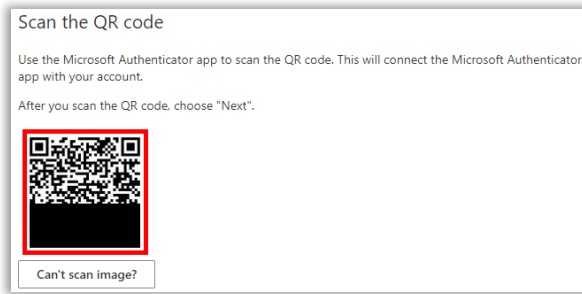 Scan the QR code
Use the Microsoft Authenticator app to scan the QR code. This will connect the Microsoft Authenticator
app with your account.
After you scan the QR code, choose "Next".
Can't scan image?